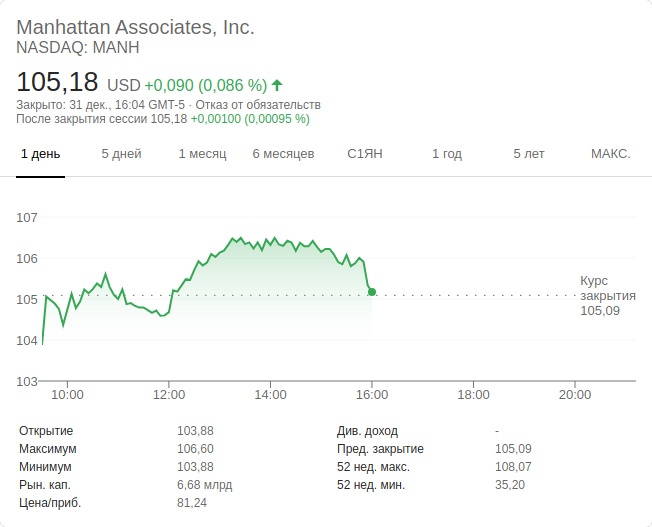 Manhattan Associates, Inc.
NASDAQ: MANH
105,18 USD +0,090 (0,086 %)
Закрыто: 31 дек., 16:04 GMT-5 · Отказ от обязательств
После закрытия сессии 105,18 +0,00100 (0,00095 %)
1 день 5 дней 1 месяц 6 месяцев С1ЯН 1 год 5 лет МАКС.
107
106
105
104
103
Курс
закрытия
105,09
10:00 12:00 14:00 16:00 18:00 20:00
Открытие 103,88 Див. доход -
Максимум 106,60 Пред. закрытие 105,09
Минимум 103,88 52 нед. макс. 108,07
Рын. кап. 6,68 млрд 52 нед. мин. 35,20
Цена/приб. 81,24